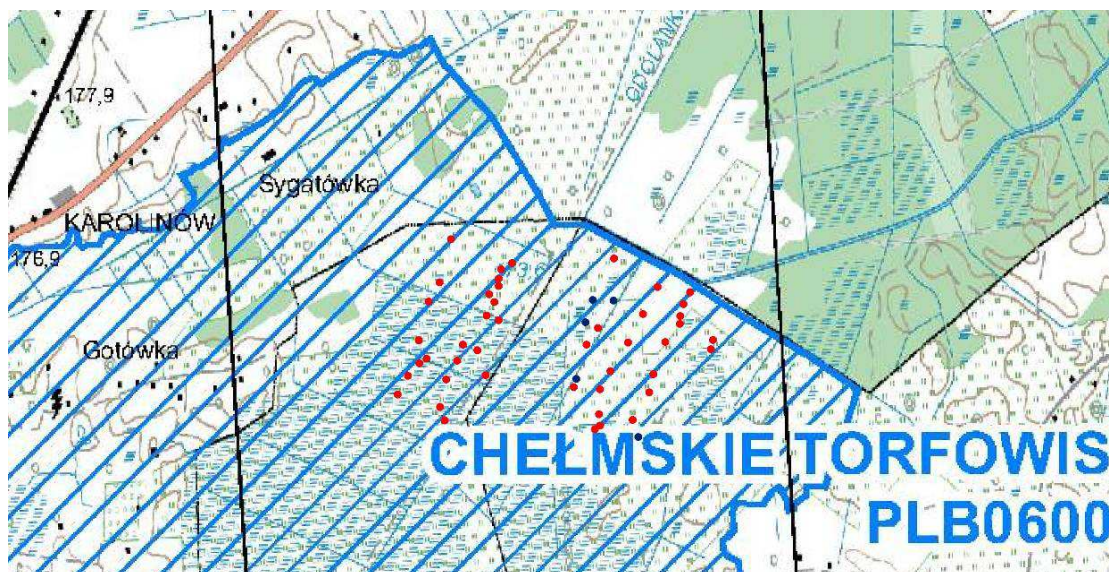 177,9
Sygatówka
KAROLINÓW
176,9
Gotówka
CHEŁMSKIE TORFOWIS
PLB0600